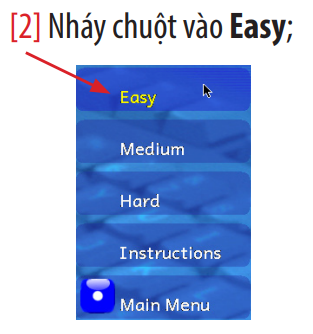 [2] Nháy chuột vào Easy;
Easy
Medium
Hard
Instructions
Main Menu